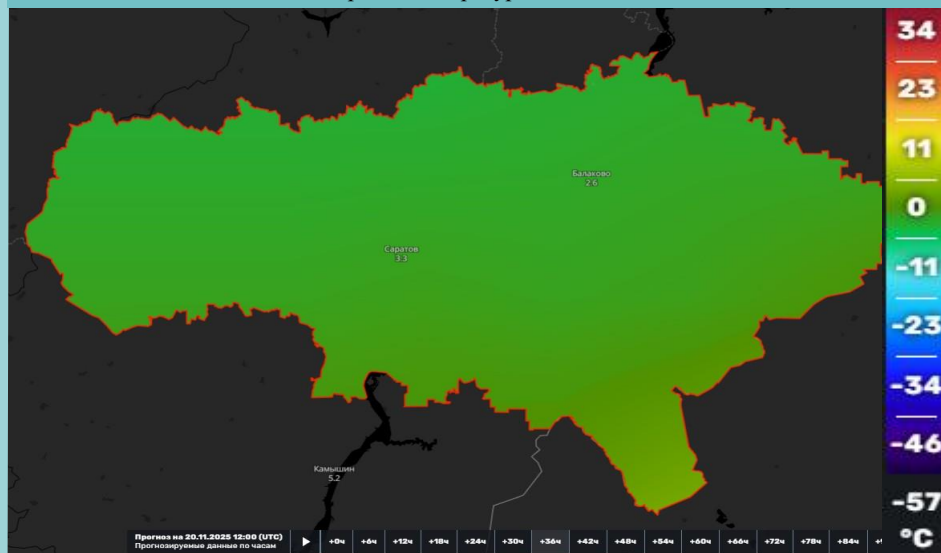 34
23
11
0
-11
-23
-34
-46
-57
°C
Балаково
2.6
Саратов
3.3
Камышин
5.2
Прогноз на 20.11.2025 12:00 (UTC)
Прогнозируемые данные по часам
+0ч +6ч +12ч +18ч +24ч +30ч +36ч +42ч +48ч +54ч +60ч +66ч +72ч +78ч +84ч